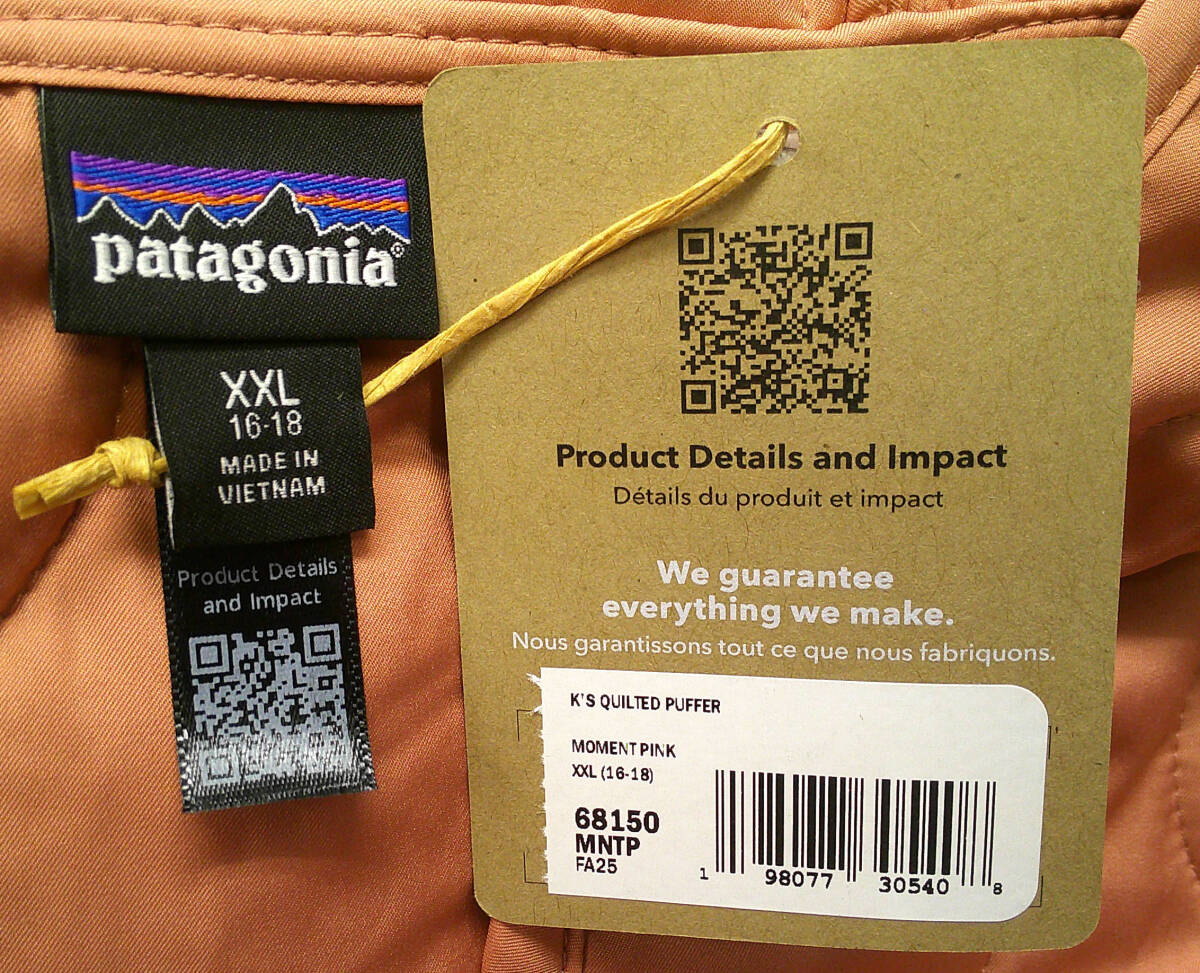 patagonia®
XXL
16-18
MADE IN
VIETNAM
Product Details
and Impact
Product Details and Impact
Détails du produit et impact
We guarantee
everything we make.
Nous garantissons tout ce que nous fabriquons.
K'S QUILTED PUFFER
MOMENT PINK
XXL (16-18)
68150
MNTP
FA25
1 98077 30540 8